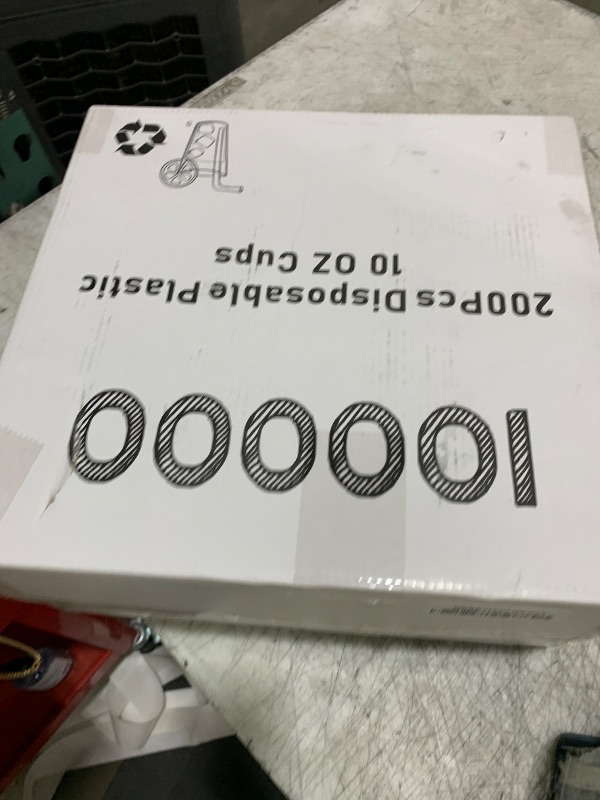 100000
200Pcs Disposable Plastic
10 OZ Cups